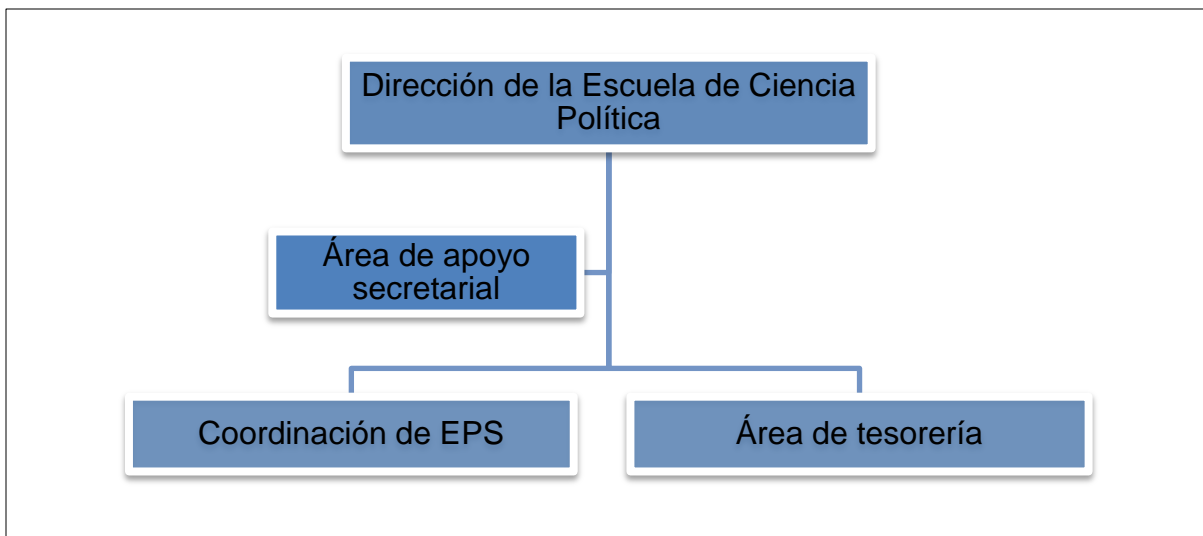 Dirección de la Escuela de Ciencia
Política
Área de apoyo
secretarial
Coordinación de EPS
Área de tesorería